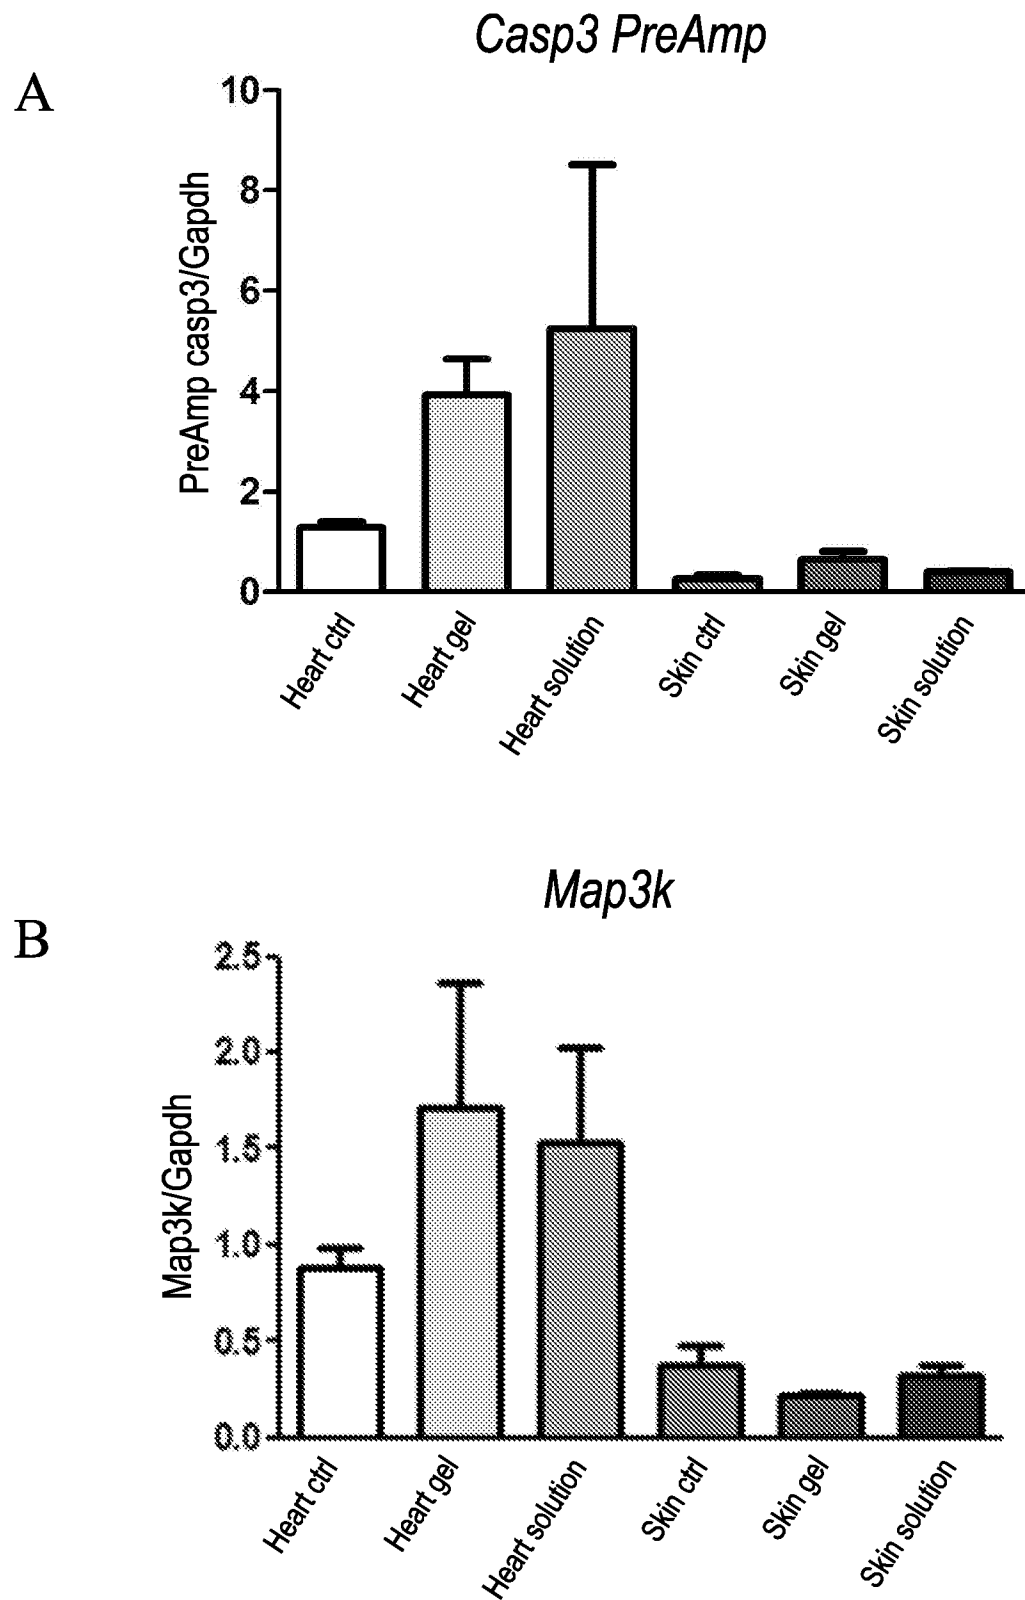 Casp3 PreAmp
A
PreAmp casp3/Gapdh
10
8
6
4
2
0
Heart ctrl
Heart gel
Heart solution
Skin ctrl
Skin gel
Skin solution
Map3k
B
Map3k/Gapdh
2.5
2.0
1.5
1.0
0.5
0.0
Heart ctrl
Heart gel
Heart solution
Skin ctrl
Skin gel
Skin solution